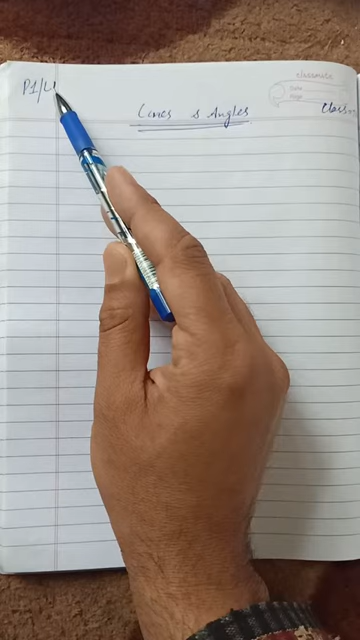 classmate
Date
Page
P1/L1
Class-
Lines & Angles